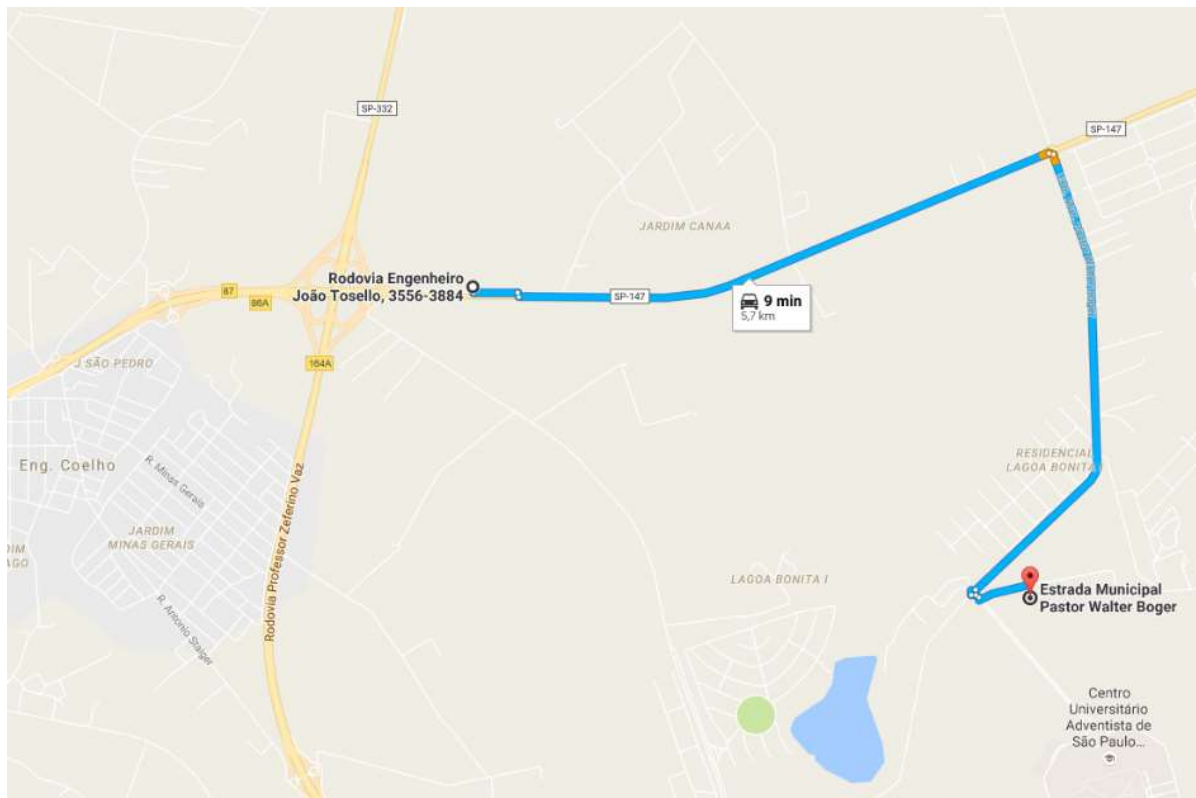 SP-332
SP-147
JARDIM CANAA
Rodovia Engenheiro
João Tosello, 3556-3884
87
86A
SP-147
9 min
5,7 km
164A
J.SÃO PEDRO
Eng. Coelho
R. Minas Gerais
JARDIM
MINAS GERAIS
DIM
AGO
Rodovia Professor Zeferino Vaz
R. Antonio Staiger
RESIDENCIAL
LAGOA BONITA I
LAGOA BONITA I
Estrada Municipal
Pastor Walter Boger
Centro
Universitário
Adventista de
São Paulo...